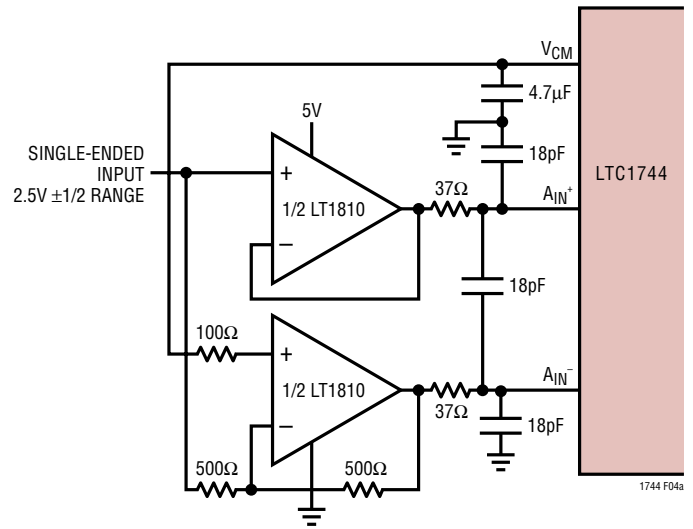 V_CM
4.7µF
5V
18pF
SINGLE-ENDED
INPUT
2.5V ±1/2 RANGE
+
1/2 LT1810
–
37Ω
A_IN⁺
LTC1744
18pF
100Ω
+
1/2 LT1810
–
37Ω
A_IN⁻
18pF
500Ω
500Ω
1744 F04a